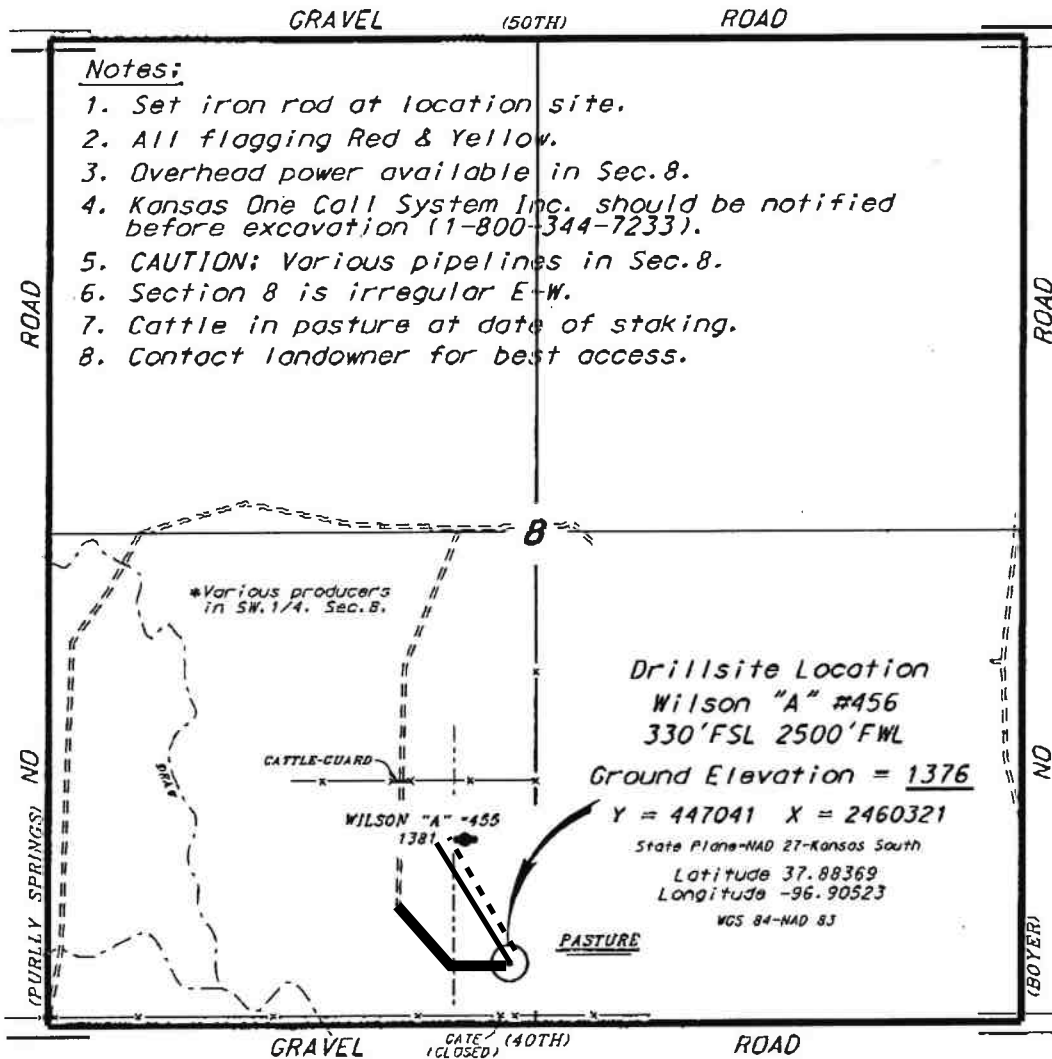 GRAVEL (50TH) ROAD
Notes:
1. Set iron rod at location site.
2. All flagging Red & Yellow.
3. Overhead power available in Sec.8.
4. Kansas One Call System Inc. should be notified
before excavation (1-800-344-7233).
5. CAUTION: Various pipelines in Sec.8.
6. Section 8 is irregular E-W.
7. Cattle in pasture at date of staking.
8. Contact landowner for best access.
ROAD
ROAD
8
*Various producers
in SW.1/4. Sec.8.
Drillsite Location
Wilson "A" #456
330'FSL 2500'FWL
Ground Elevation = 1376
Y = 447041 X = 2460321
State Plane-NAD 27-Kansas South
Latitude 37.88369
Longitude -96.90523
WGS 84-NAD 83
CATTLE-GUARD
DRAW
WILSON "A" #455
1381
NO
(PURLLY SPRINGS)
NO
(BOYER)
PASTURE
GRAVEL
GATE
(CLOSED)
(40TH)
ROAD